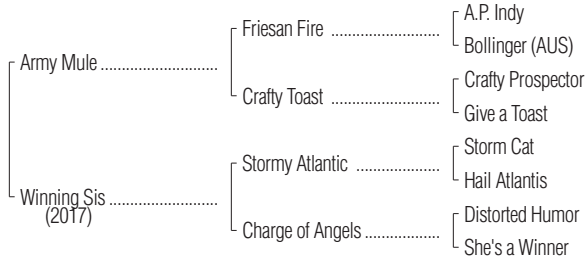 A.P. Indy
Friesan Fire ................................
Bollinger (AUS)
Army Mule ..................................
Crafty Prospector
Crafty Toast ................................
Give a Toast
Storm Cat
Stormy Atlantic ........................
Hail Atlantis
Winning Sis ................................
(2017)
Distorted Humor
Charge of Angels ......................
She's a Winner